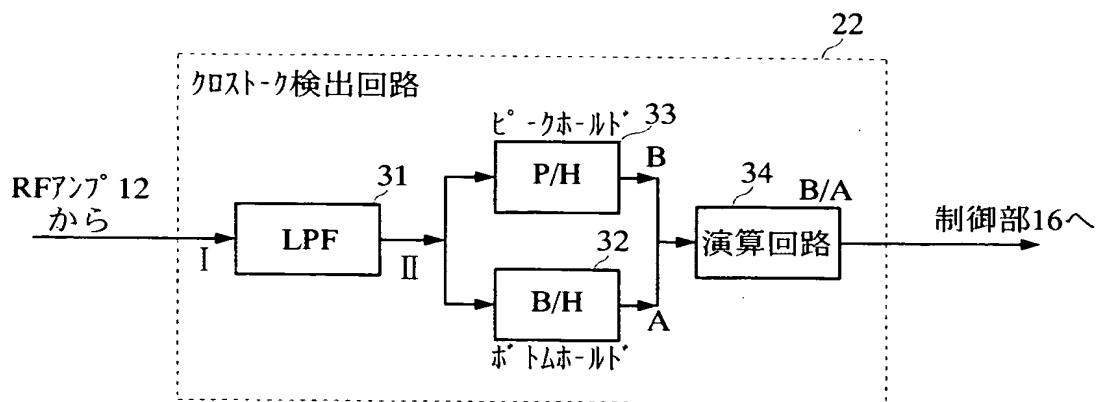 22
クロストーク検出回路
ピークホールド
33
P/H
B
RFアンプ12
から
Ⅰ
31
LPF
Ⅱ
34
演算回路
B/A
制御部16へ
32
B/H
A
ボトムホールド